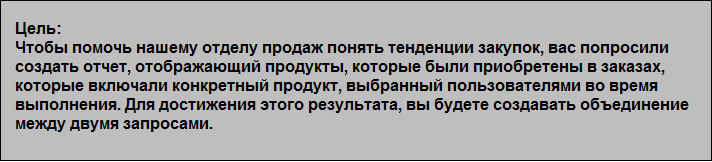 Цель:
Чтобы помочь нашему отделу продаж понять тенденции закупок, вас попросили
создать отчет, отображающий продукты, которые были приобретены в заказах,
которые включали конкретный продукт, выбранный пользователями во время
выполнения. Для достижения этого результата, вы будете создавать объединение
между двумя запросами.